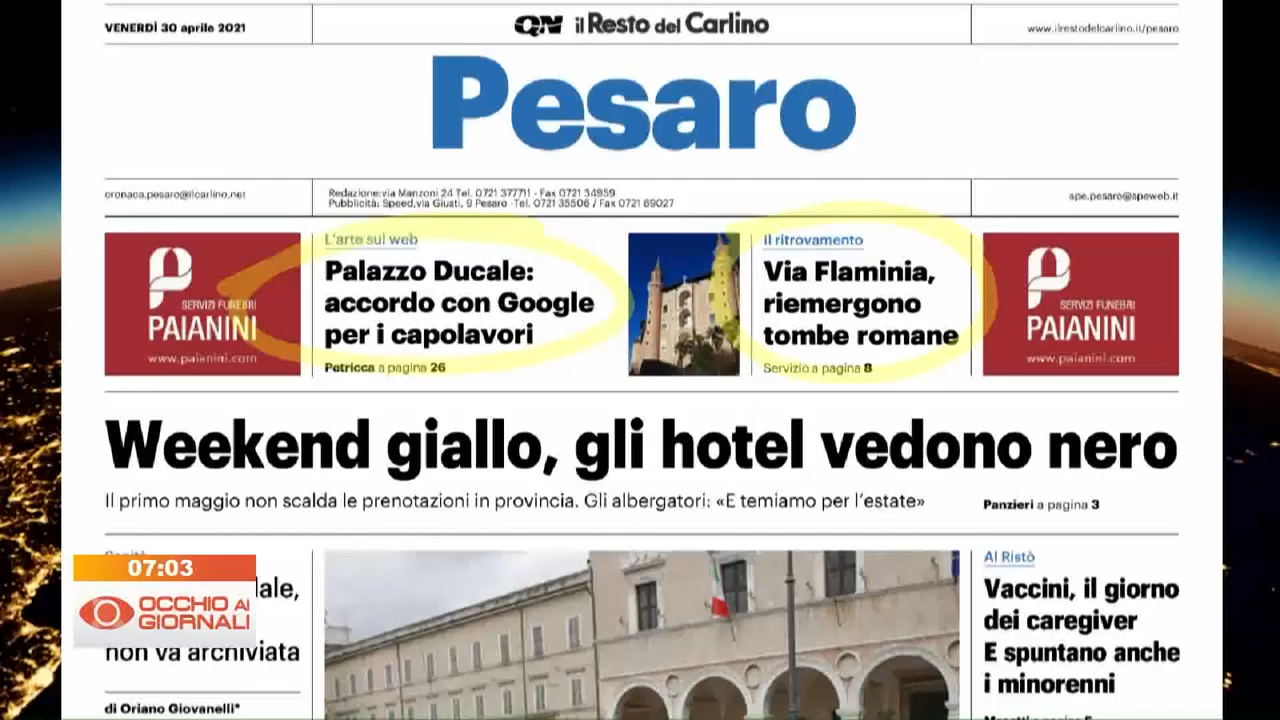 VENERDÌ 30 aprile 2021
QN il Resto del Carlino
www.ilrestodelcarlino.it/pesaro
Pesaro
cronaca.pesaro@ilcarlino.net
Redazione: via Manzoni 24 Tel. 0721 377711 - Fax 0721 34959
Pubblicità: Speed, via Giusti, 9 Pesaro -Tel. 0721 35506 / Fax 0721 69027
spe.pesaro@speweb.it
SERVIZI FUNEBRI
PAIANINI
www.paianini.com
L'arte sul web
Palazzo Ducale:
accordo con Google
per i capolavori
Petricca a pagina 26
Il ritrovamento
Via Flaminia,
riemergono
tombe romane
Servizio a pagina 8
SERVIZI FUNEBRI
PAIANINI
www.paianini.com
Weekend giallo, gli hotel vedono nero
Il primo maggio non scalda le prenotazioni in provincia. Gli albergatori: «E temiamo per l'estate»
Panzieri a pagina 3
07:03
OCCHIO AI
GIORNALI
non va archiviata
di Oriano Giovanelli*
Al Ristò
Vaccini, il giorno
dei caregiver
E spuntano anche
i minorenni